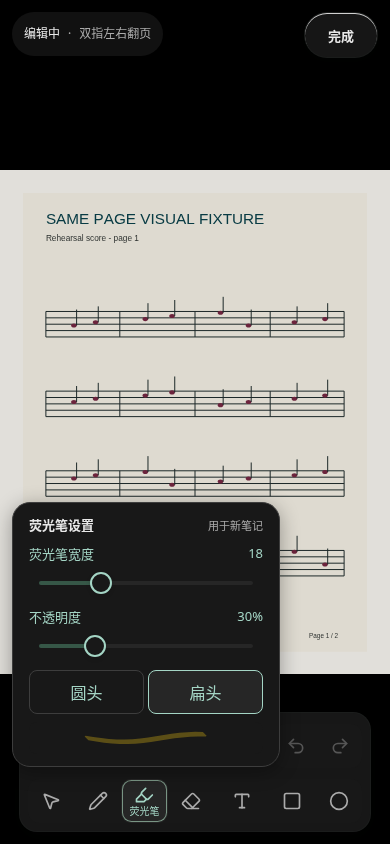 编辑中 · 双指左右翻页
完成
SAME PAGE VISUAL FIXTURE
Rehearsal score - page 1
荧光笔设置 用于新笔记
荧光笔宽度 18
不透明度 30%
圆头 扁头
Page 1 / 2
荧光笔
T